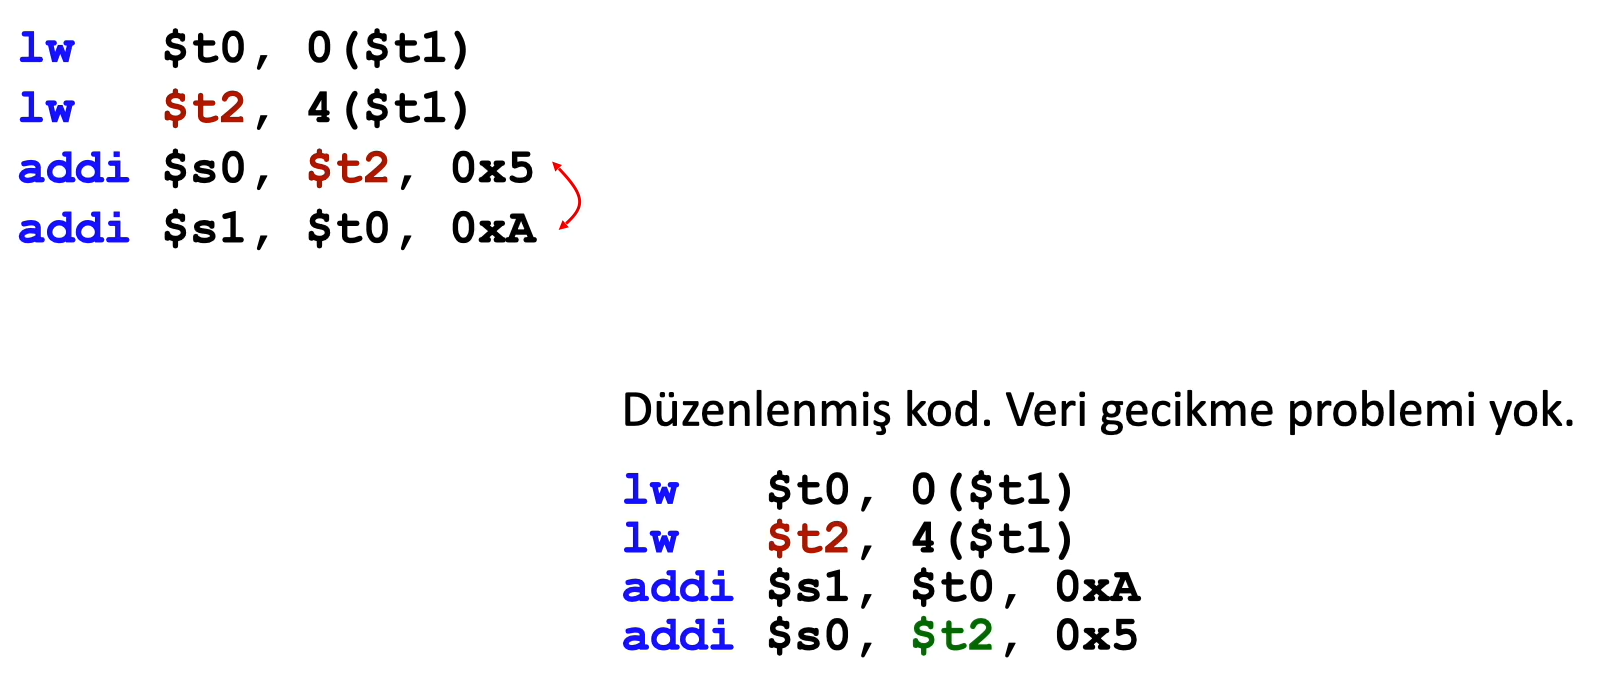 lw $t0, 0($t1)
lw $t2, 4($t1)
addi $s0, $t2, 0x5
addi $s1, $t0, 0xA
Düzenlenmiş kod. Veri gecikme problemi yok.
lw $t0, 0($t1)
lw $t2, 4($t1)
addi $s1, $t0, 0xA
addi $s0, $t2, 0x5